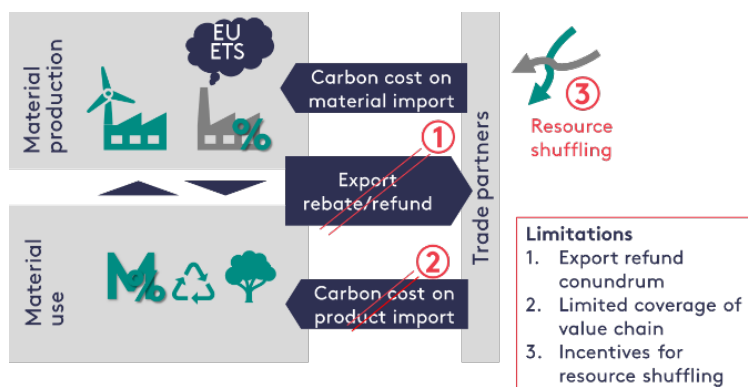 Material
production
EU
ETS
%
Carbon cost on
material import
1
Export
rebate/refund
Trade partners
3
Resource
shuffling
Material
use
M%
2
Carbon cost on
product import
Limitations
1. Export refund
conundrum
2. Limited coverage of
value chain
3. Incentives for
resource shuffling